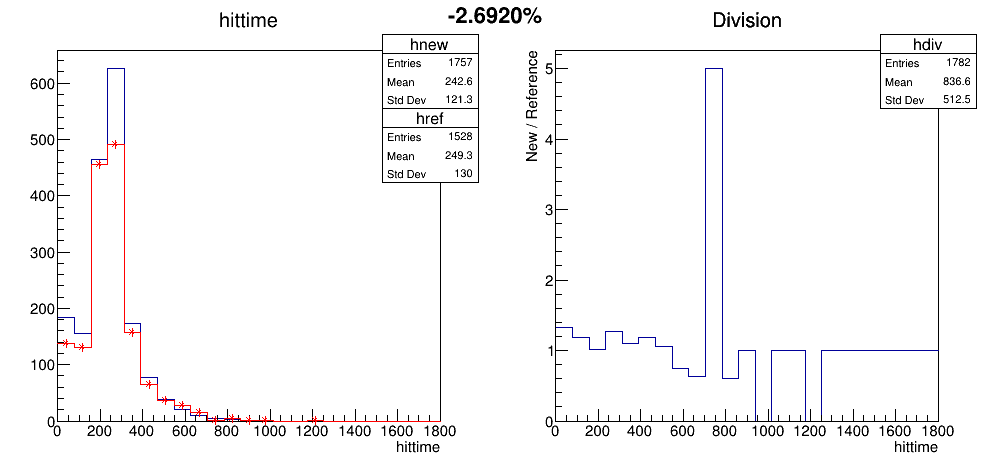 -2.6920%
hittime
hnew
Entries 1757
Mean 242.6
Std Dev 121.3
href
Entries 1528
Mean 249.3
Std Dev 130
600
500
400
300
200
100
0
0 200 400 600 800 1000 1200 1400 1600 1800
hittime
Division
hdiv
Entries 1782
Mean 836.6
Std Dev 512.5
New / Reference
5
4
3
2
1
0
0 200 400 600 800 1000 1200 1400 1600 1800
hittime